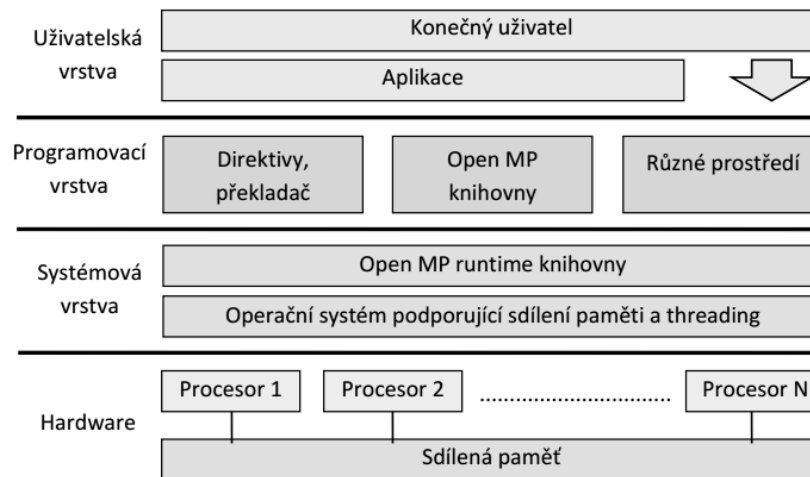 Uživatelská
vrstva
Konečný uživatel
Aplikace
Programovací
vrstva
Direktivy,
překladač
Open MP
knihovny
Různé prostředí
Systémová
vrstva
Open MP runtime knihovny
Operační systém podporující sdílení paměti a threading
Hardware
Procesor 1
Procesor 2
................................
Procesor N
Sdílená paměť